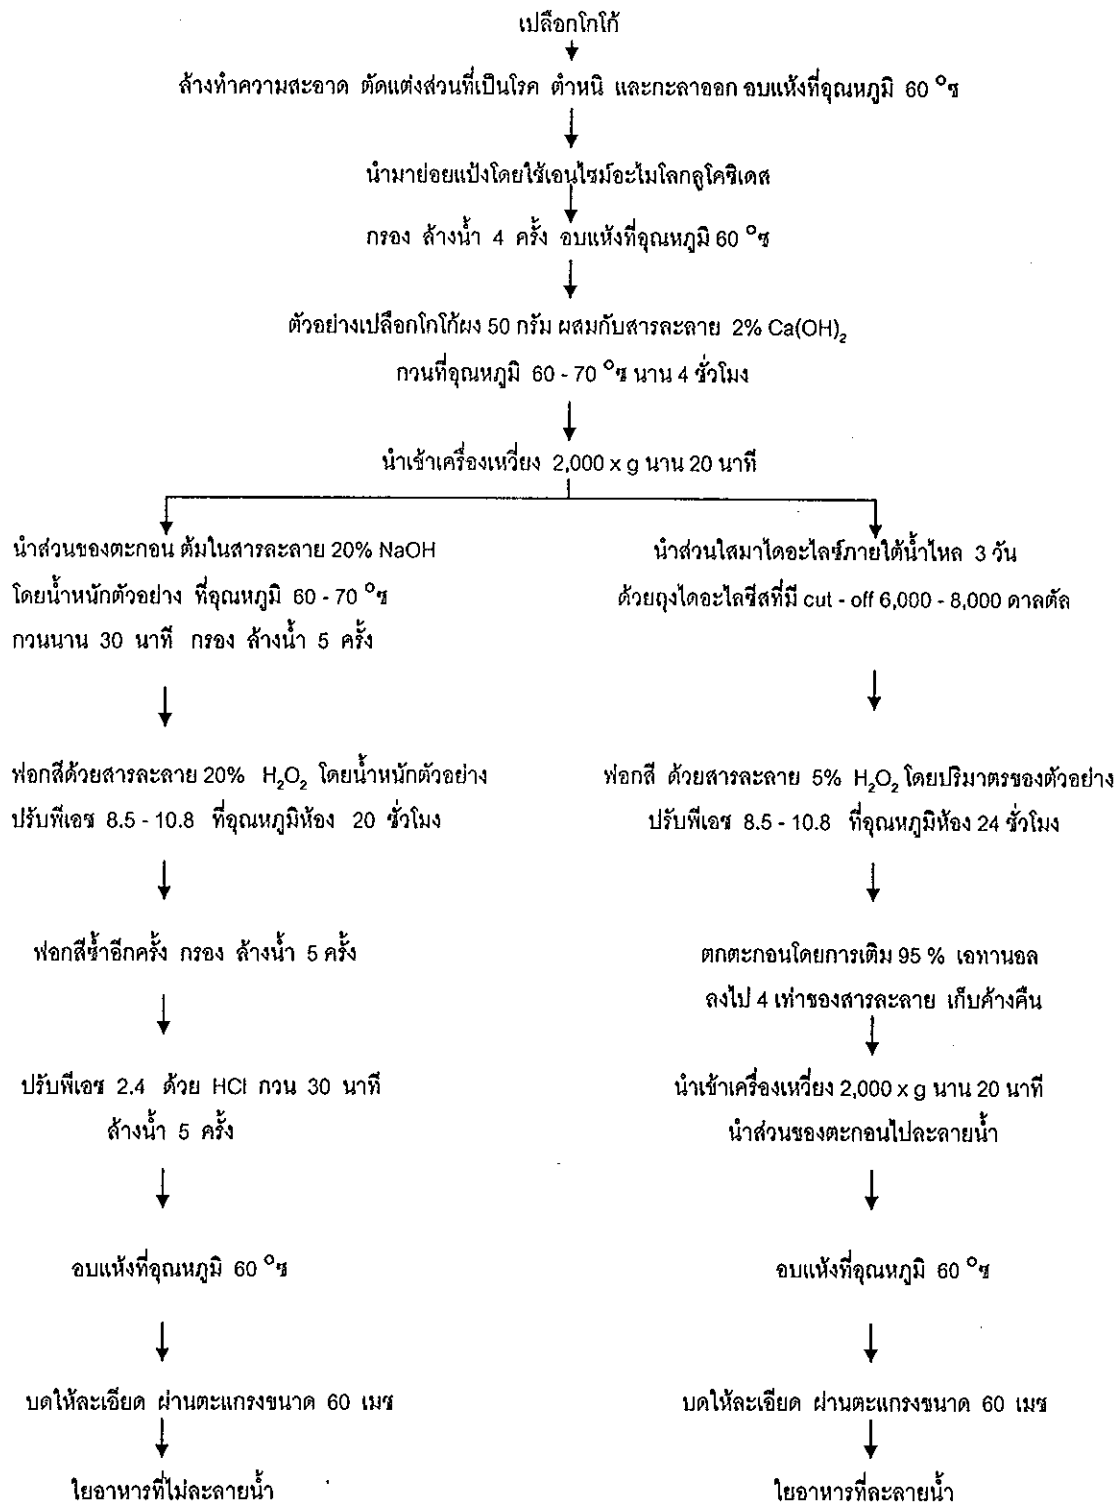 เปลือกโกโก้
ล้างทำความสะอาด ตัดแต่งส่วนที่เป็นโรค ตำหนิ และกะลาออก อบแห้งที่อุณหภูมิ 60 °ซ
นำมาย่อยแป้งโดยใช้เอนไซม์อะไมโลกลูโคซิเดส
กรอง ล้างน้ำ 4 ครั้ง อบแห้งที่อุณหภูมิ 60 °ซ
ตัวอย่างเปลือกโกโก้ผง 50 กรัม ผสมกับสารละลาย 2% Ca(OH)₂
กวนที่อุณหภูมิ 60 - 70 °ซ นาน 4 ชั่วโมง
นำเข้าเครื่องเหวี่ยง 2,000 x g นาน 20 นาที
นำส่วนของตะกอน ต้มในสารละลาย 20% NaOH
โดยน้ำหนักตัวอย่าง ที่อุณหภูมิ 60 - 70 °ซ
กวนนาน 30 นาที กรอง ล้างน้ำ 5 ครั้ง
ฟอกสีด้วยสารละลาย 20% H₂O₂ โดยน้ำหนักตัวอย่าง
ปรับพีเอช 8.5 - 10.8 ที่อุณหภูมิห้อง 20 ชั่วโมง
ฟอกสีซ้ำอีกครั้ง กรอง ล้างน้ำ 5 ครั้ง
ปรับพีเอช 2.4 ด้วย HCl กวน 30 นาที
ล้างน้ำ 5 ครั้ง
อบแห้งที่อุณหภูมิ 60 °ซ
บดให้ละเอียด ผ่านตะแกรงขนาด 60 เมช
ใยอาหารที่ไม่ละลายน้ำ
นำส่วนใสมาไดอะไลซ์ภายใต้น้ำไหล 3 วัน
ด้วยถุงไดอะไลซีสที่มี cut - off 6,000 - 8,000 ดาลตัล
ฟอกสี ด้วยสารละลาย 5% H₂O₂ โดยปริมาตรของตัวอย่าง
ปรับพีเอช 8.5 - 10.8 ที่อุณหภูมิห้อง 24 ชั่วโมง
ตกตะกอนโดยการเติม 95 % เอทานอล
ลงไป 4 เท่าของสารละลาย เก็บค้างคืน
นำเข้าเครื่องเหวี่ยง 2,000 x g นาน 20 นาที
นำส่วนของตะกอนไปละลายน้ำ
อบแห้งที่อุณหภูมิ 60 °ซ
บดให้ละเอียด ผ่านตะแกรงขนาด 60 เมช
ใยอาหารที่ละลายน้ำ